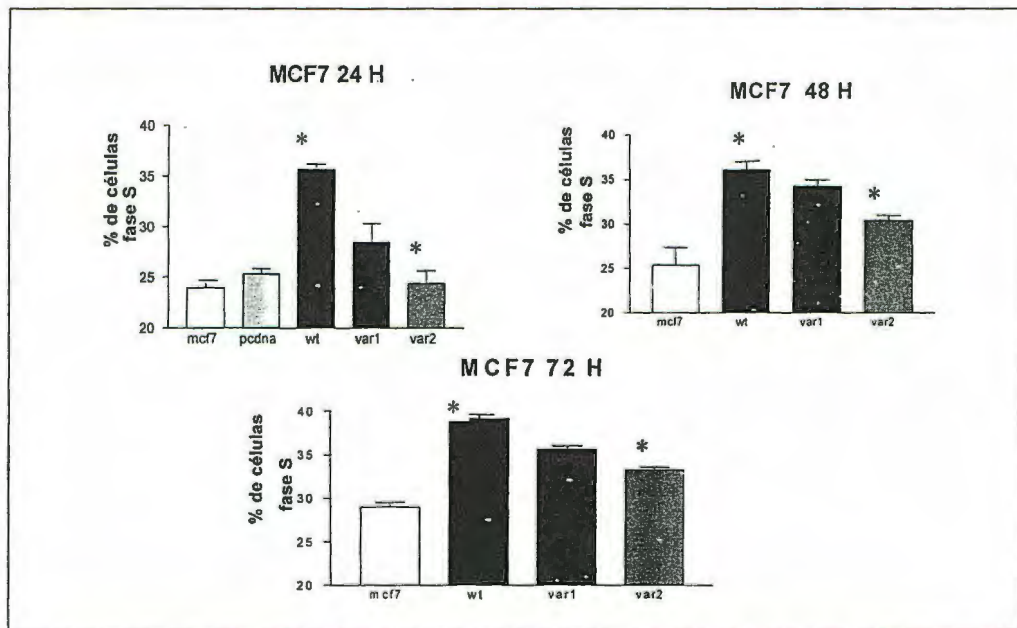 MCF7 24 H
% de células
fase S
40
35
30
25
20
*
*
mcf7 pcdna wt var1 var2
MCF7 48 H
% de células
fase S
40
35
30
25
20
*
*
mcf7 wt var1 var2
MCF7 72 H
% de células
fase S
40
35
30
25
20
*
*
mcf7 wt var1 var2